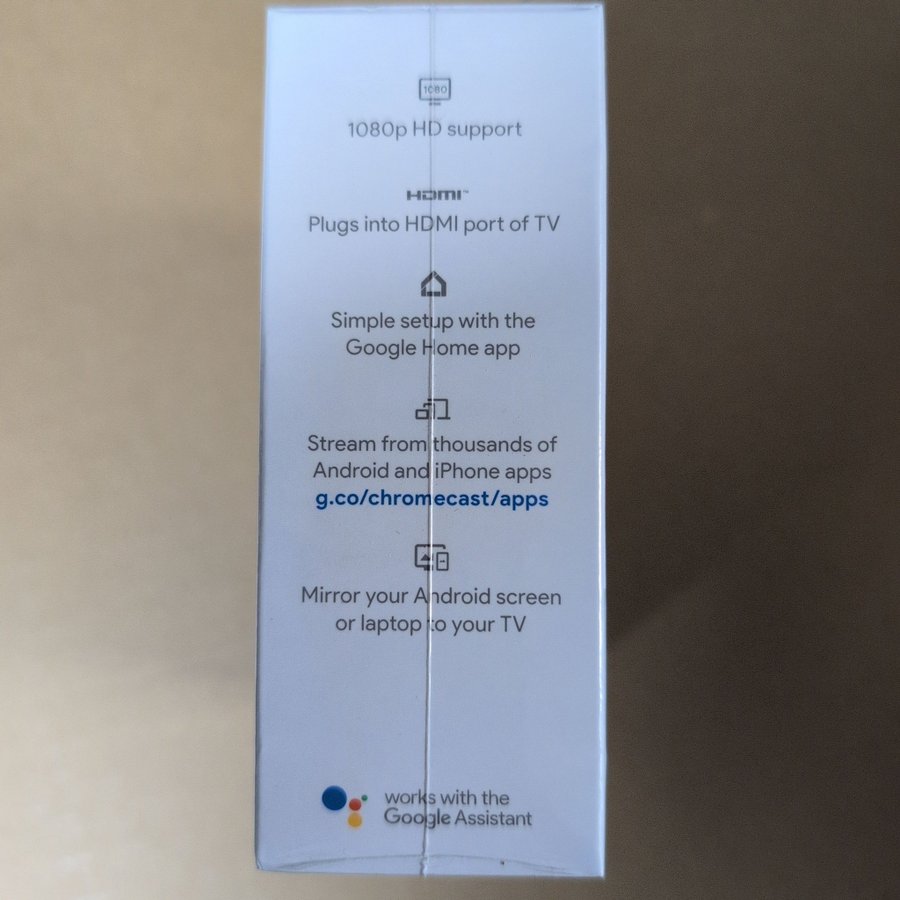 1080
1080p HD support
HDMI™
Plugs into HDMI port of TV
Simple setup with the
Google Home app
Stream from thousands of
Android and iPhone apps
g.co/chromecast/apps
Mirror your Android screen
or laptop to your TV
works with the
Google Assistant